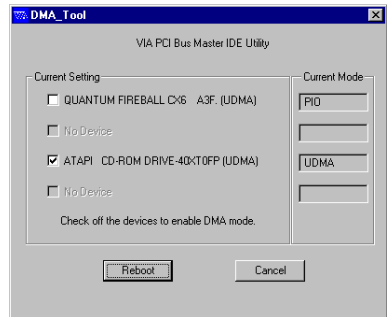 DMA_Tool
VIA PCI Bus Master IDE Utility
Current Setting
Current Mode
QUANTUM FIREBALL CX6 A3F. (UDMA)
PIO
No Device
ATAPI CD-ROM DRIVE-40XTOFP (UDMA)
UDMA
No Device
Check off the devices to enable DMA mode.
Reboot
Cancel